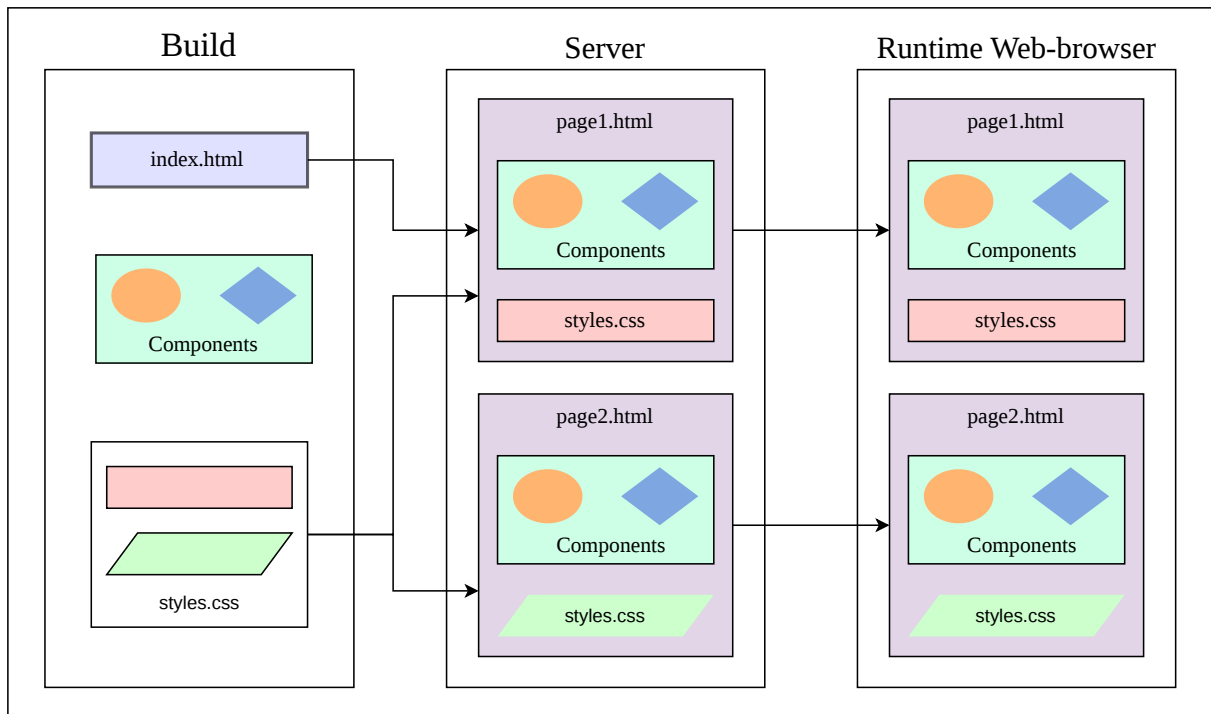 Build
index.html
Components
styles.css
Server
page1.html
Components
styles.css
page2.html
Components
styles.css
Runtime Web-browser
page1.html
Components
styles.css
page2.html
Components
styles.css